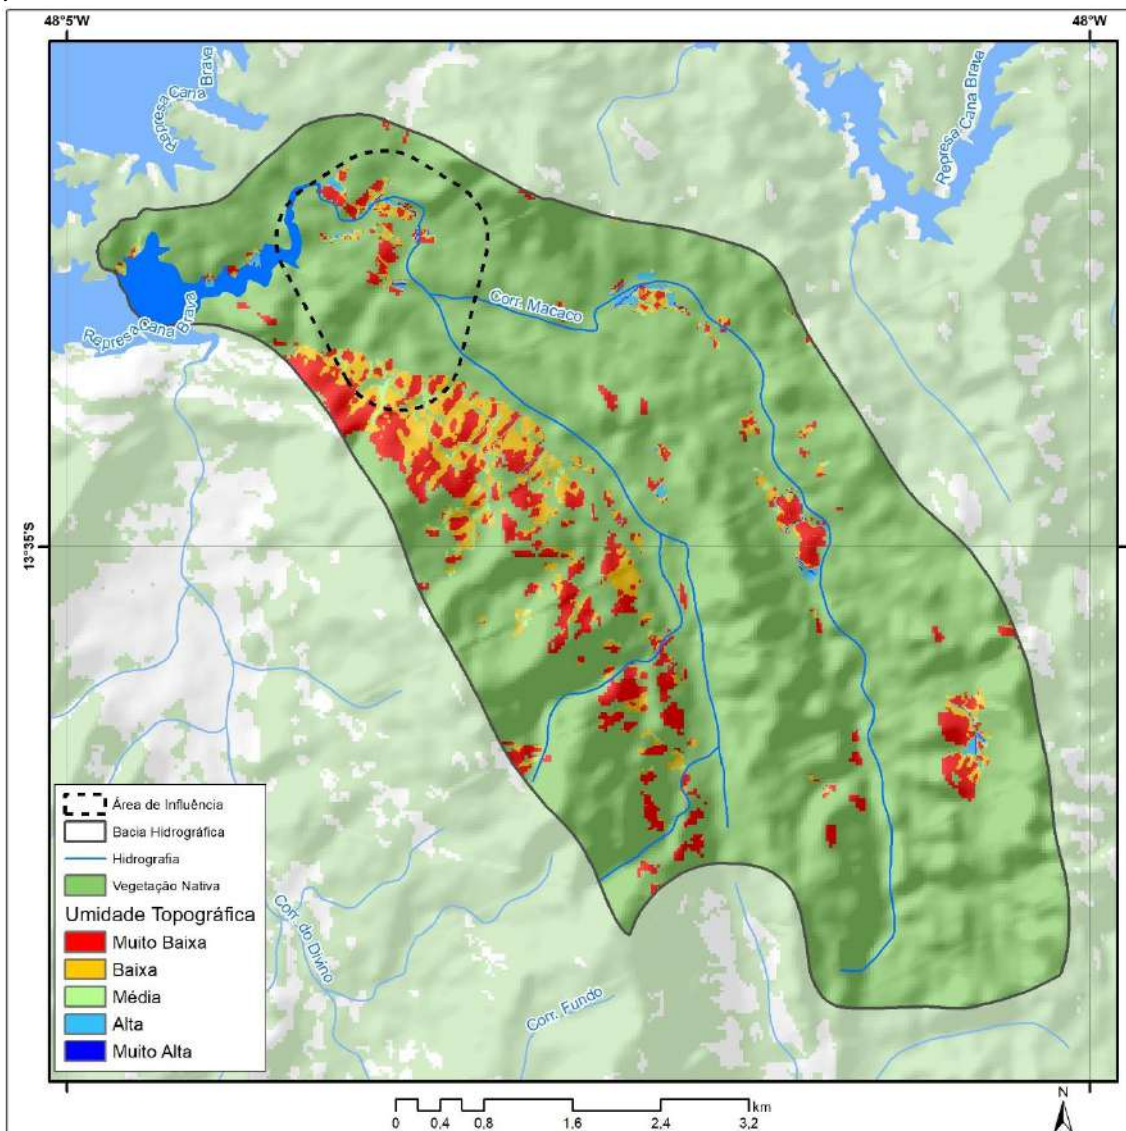 48°5'W
48°W
Represa Cana Brava
Represa Cana Brava
Represa Cana Brava
Corr. Macaco
13°35'S
Área de Influência
Bacia Hidrográfica
Hidrografia
Vegetação Nativa
Umidade Topográfica
Muito Baixa
Baixa
Média
Alta
Muito Alta
Corr. do Divino
Corr. Fundo
N
km
0 0,4 0,8 1,6 2,4 3,2